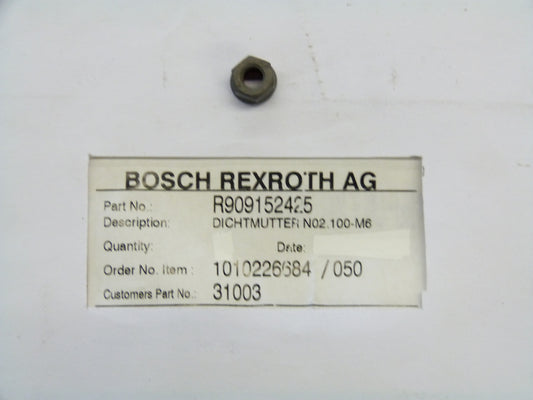 BOSCH REXROTH AG
Part No.: R909152425
Description: DICHTMUTTER N02.100-M6
Quantity: Date:
Order No. Item : 1010226684 / 050
Customers Part No.: 31003